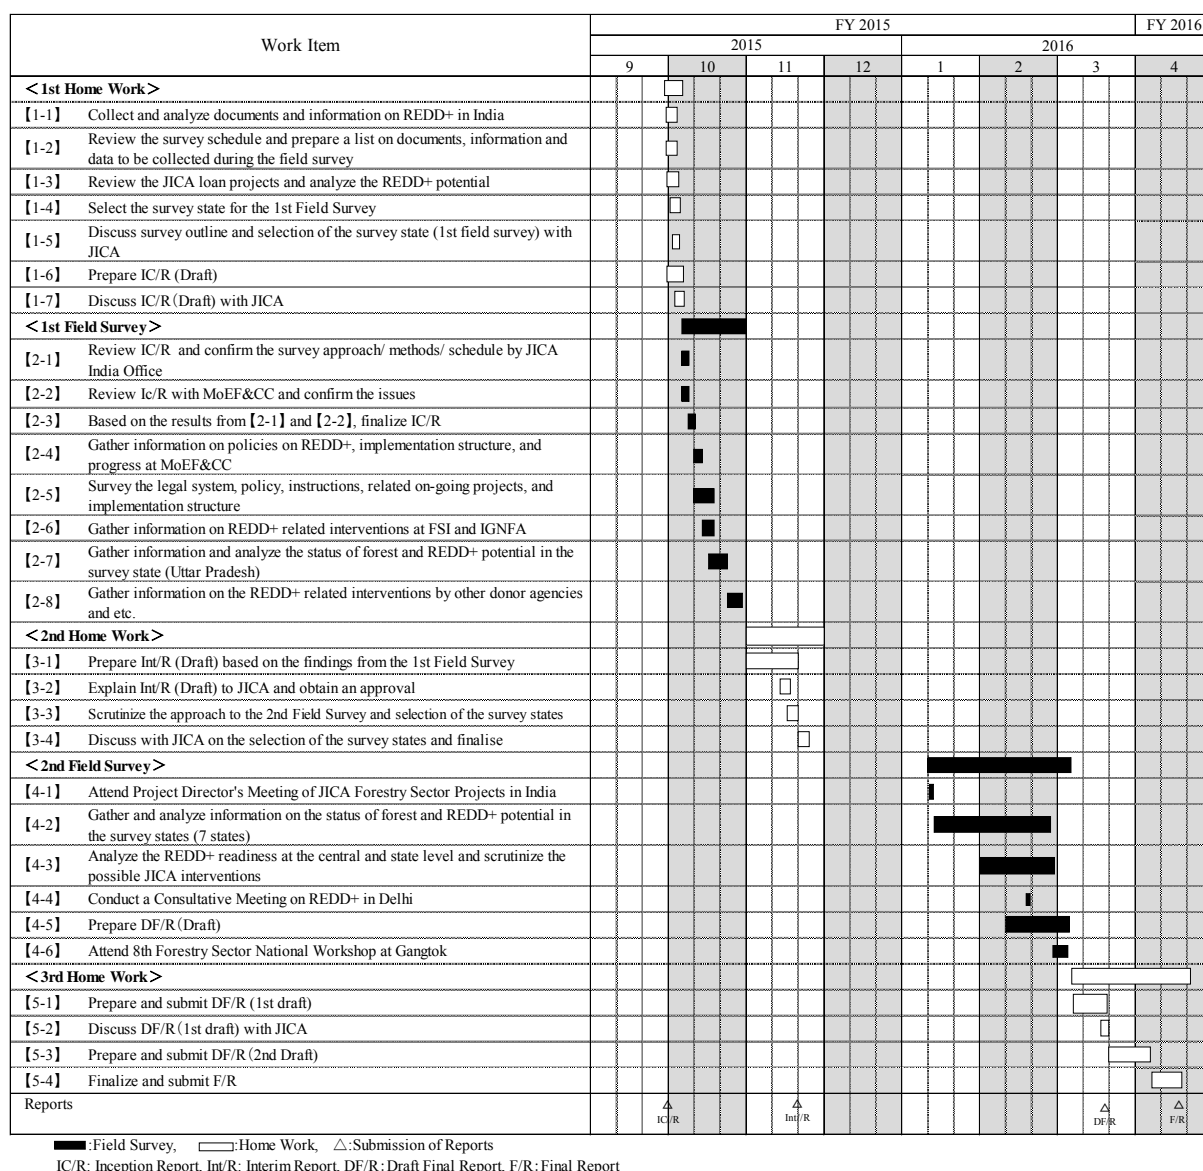 Work Item
FY 2015
FY 2016
2015
2016
9
10
11
12
1
2
3
4
＜1st Home Work＞
【1-1】 Collect and analyze documents and information on REDD+ in India
【1-2】 Review the survey schedule and prepare a list on documents, information and
data to be collected during the field survey
【1-3】 Review the JICA loan projects and analyze the REDD+ potential
【1-4】 Select the survey state for the 1st Field Survey
【1-5】 Discuss survey outline and selection of the survey state (1st field survey) with
JICA
【1-6】 Prepare IC/R (Draft)
【1-7】 Discuss IC/R（Draft) with JICA
＜1st Field Survey＞
【2-1】 Review IC/R and confirm the survey approach/ methods/ schedule by JICA
India Office
【2-2】 Review Ic/R with MoEF&CC and confirm the issues
【2-3】 Based on the results from【2-1】and【2-2】, finalize IC/R
【2-4】 Gather information on policies on REDD+, implementation structure, and
progress at MoEF&CC
【2-5】 Survey the legal system, policy, instructions, related on-going projects, and
implementation structure
【2-6】 Gather information on REDD+ related interventions at FSI and IGNFA
【2-7】 Gather information and analyze the status of forest and REDD+ potential in the
survey state (Uttar Pradesh)
【2-8】 Gather information on the REDD+ related interventions by other donor agencies
and etc.
＜2nd Home Work＞
【3-1】 Prepare Int/R (Draft) based on the findings from the 1st Field Survey
【3-2】 Explain Int/R (Draft) to JICA and obtain an approval
【3-3】 Scrutinize the approach to the 2nd Field Survey and selection of the survey states
【3-4】 Discuss with JICA on the selection of the survey states and finalise
＜2nd Field Survey＞
【4-1】 Attend Project Director's Meeting of JICA Forestry Sector Projects in India
【4-2】 Gather and analyze information on the status of forest and REDD+ potential in
the survey states (7 states)
【4-3】 Analyze the REDD+ readiness at the central and state level and scrutinize the
possible JICA interventions
【4-4】 Conduct a Consultative Meeting on REDD+ in Delhi
【4-5】 Prepare DF/R（Draft)
【4-6】 Attend 8th Forestry Sector National Workshop at Gangtok
＜3rd Home Work＞
【5-1】 Prepare and submit DF/R (1st draft)
【5-2】 Discuss DF/R（1st draft) with JICA
【5-3】 Prepare and submit DF/R（2nd Draft)
【5-4】 Finalize and submit F/R
Reports
△ △ △ △
IC/R Int/R DF/R F/R
:Field Survey, :Home Work, △:Submission of Reports
IC/R: Inception Report, Int/R: Interim Report, DF/R:Draft Final Report, F/R:Final Report